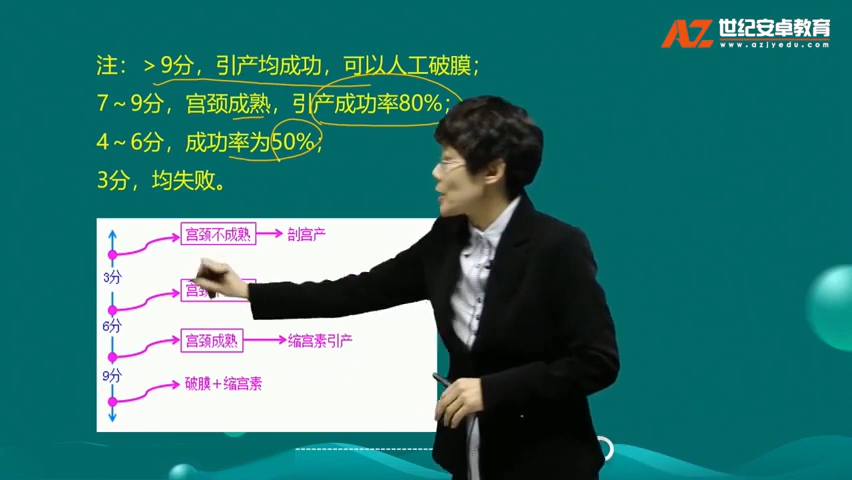 世纪安卓教育
www.azjyedu.com
注：＞9分，引产均成功，可以人工破膜；
7～9分，宫颈成熟，引产成功率80%；
4～6分，成功率为50%；
3分，均失败。
宫颈不成熟 剖宫产
3分
宫颈
6分
宫颈成熟 缩宫素引产
9分
破膜＋缩宫素